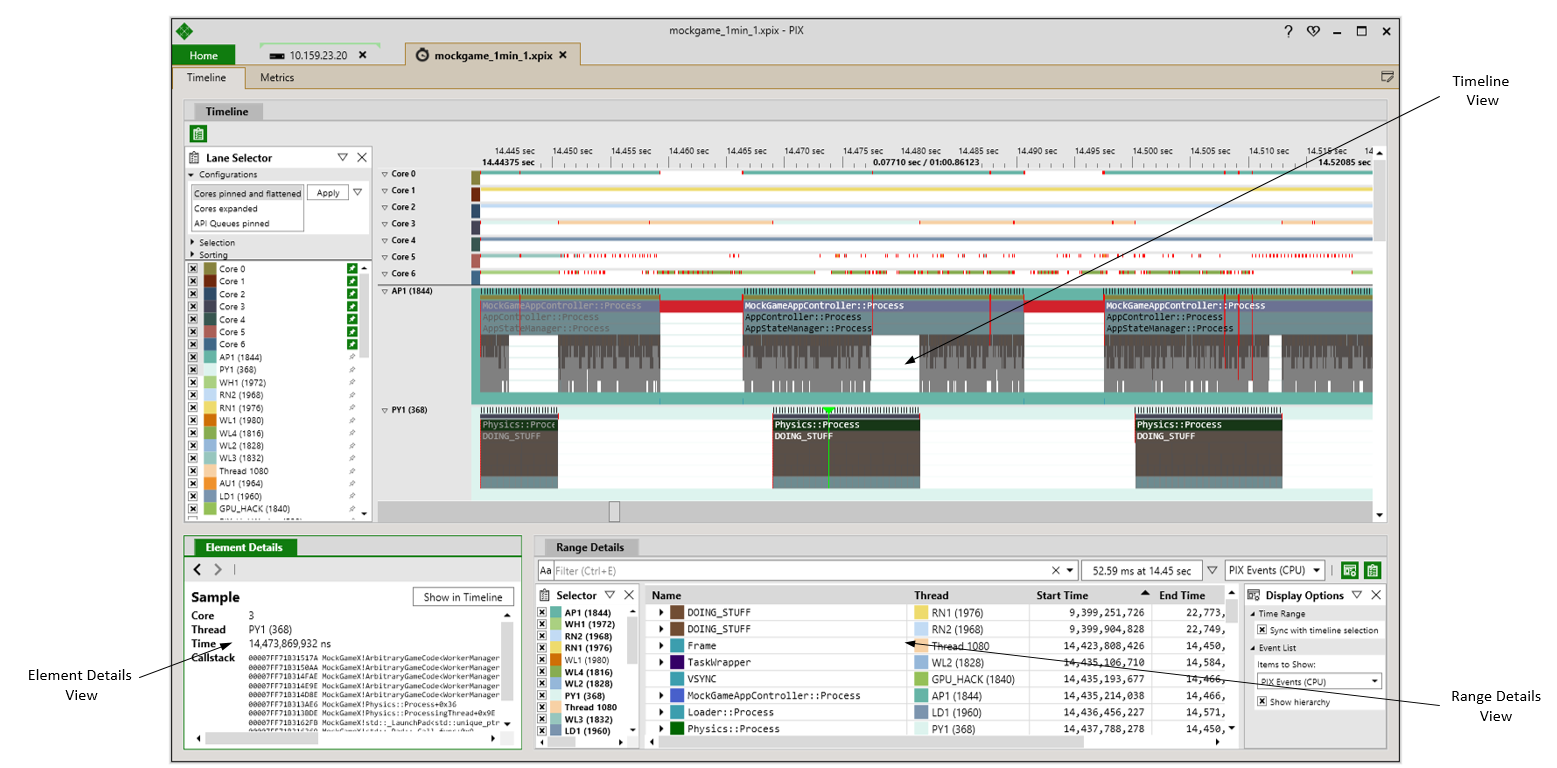 mockgame_1min_1.xpix - PIX
Home
10.159.23.20
mockgame_1min_1.xpix
Timeline Metrics
Timeline
View
Timeline
Lane Selector
Configurations
Cores pinned and flattened Apply
Cores expanded
API Queues pinned
Selection
Sorting
Core 0
Core 1
Core 2
Core 3
Core 4
Core 5
Core 6
AP1 (1844)
PY1 (368)
WH1 (1972)
RN2 (1968)
RN1 (1976)
WL1 (1980)
WL4 (1816)
WL2 (1828)
WL3 (1832)
Thread 1080
AU1 (1964)
LD1 (1960)
GPU_HACK (1840)
14.445 sec 14.450 sec 14.455 sec 14.460 sec 14.465 sec 14.470 sec 14.475 sec 14.480 sec 14.485 sec 14.490 sec 14.495 sec 14.500 sec 14.505 sec 14.510 sec 14.515 sec 14
14.44375 sec 0.07710 sec / 01:00.86123 14.52085 sec
Core 0
Core 1
Core 2
Core 3
Core 4
Core 5
Core 6
AP1 (1844)
MockGameAppController::Process MockGameAppController::Process MockGameAppController::Process
AppController::Process AppController::Process AppController::Process
AppStateManager::Process AppStateManager::Process AppStateManager::Process
PY1 (368)
Physics::Proce Physics::Process Physics::Process
DOING_STUFF DOING_STUFF DOING_STUFF
Element Details
Sample Show in Timeline
Core 3
Thread PY1 (368)
Time 14,473,869,932 ns
Callstack 00007FF71B31517A MockGameX!ArbitraryGameCode<WorkerManager
00007FF71B3150AA MockGameX!ArbitraryGameCode<WorkerManager
00007FF71B314FAE MockGameX!ArbitraryGameCode<WorkerManager
00007FF71B314E9E MockGameX!ArbitraryGameCode<WorkerManager
00007FF71B314D8E MockGameX!ArbitraryGameCode<WorkerManager
00007FF71B313AE6 MockGameX!Physics::Process+0x36
00007FF71B313BDE MockGameX!Physics::ProcessingThread+0x9E
00007FF71B3162FB MockGameX!std::_LaunchPad<std::unique_ptr
Element Details
View
Range Details
Aa Filter (Ctrl+E) 52.59 ms at 14.45 sec PIX Events (CPU)
Selector
AP1 (1844)
WH1 (1972)
RN2 (1968)
RN1 (1976)
WL1 (1980)
WL4 (1816)
WL2 (1828)
PY1 (368)
Thread 1080
WL3 (1832)
LD1 (1960)
Name Thread Start Time End Time
DOING_STUFF RN1 (1976) 9,399,251,726 22,773,
DOING_STUFF RN2 (1968) 9,399,904,828 22,749,
Frame Thread 1080 14,423,808,426 14,450,
TaskWrapper WL2 (1828) 14,435,106,710 14,584,
VSYNC GPU_HACK (1840) 14,435,193,677 14,466,
MockGameAppController::Process AP1 (1844) 14,435,214,038 14,466,
Loader::Process LD1 (1960) 14,436,456,227 14,571,
Physics::Process PY1 (368) 14,437,788,278 14,450,
Display Options
Time Range
Sync with timeline selection
Event List
Items to Show:
PIX Events (CPU)
Show hierarchy
Range Details
View